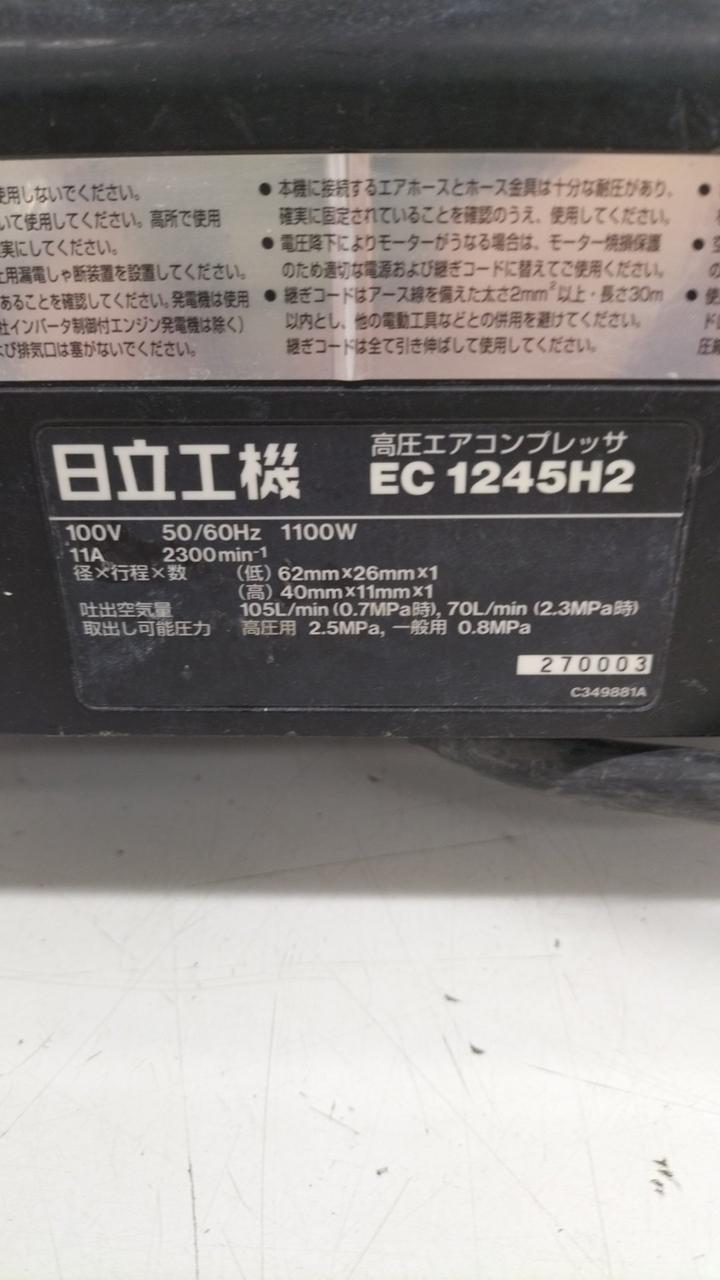 使用しないでください。
いて使用してください。高所で使用
実にしてください。
止用漏電しゃ断装置を設置してください。
あることを確認してください。発電機は使用
社インバータ制御付エンジン発電機は除く)
よび排気口は塞がないでください。
● 本機に接続するエアホースとホース金具は十分な耐圧があり、
確実に固定されていることを確認のうえ、使用してください。
● 電圧降下によりモーターがうなる場合は、モーター焼損保護
のため適切な電源および継ぎコードに替えてご使用ください。
● 継ぎコードはアース線を備えた太さ2mm²以上・長さ30m
以内とし、他の電動工具などとの併用を避けてください。
継ぎコードは全て引き伸ばして使用してください。
日立工機
高圧エアコンプレッサ
EC 1245H2
100V 50/60Hz 1100W
11A 2300min⁻¹
径×行程×数 (低) 62mm×26mm×1
(高) 40mm×11mm×1
吐出空気量 105L/min (0.7MPa時), 70L/min (2.3MPa時)
取出し可能圧力 高圧用 2.5MPa, 一般用 0.8MPa
270003
C349881A